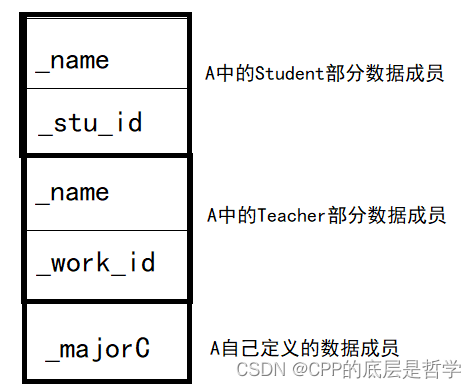 _name
A中的Student部分数据成员
_stu_id
_name
A中的Teacher部分数据成员
_work_id
_majorC
A自己定义的数据成员
CSDN @CPP的底层是哲学